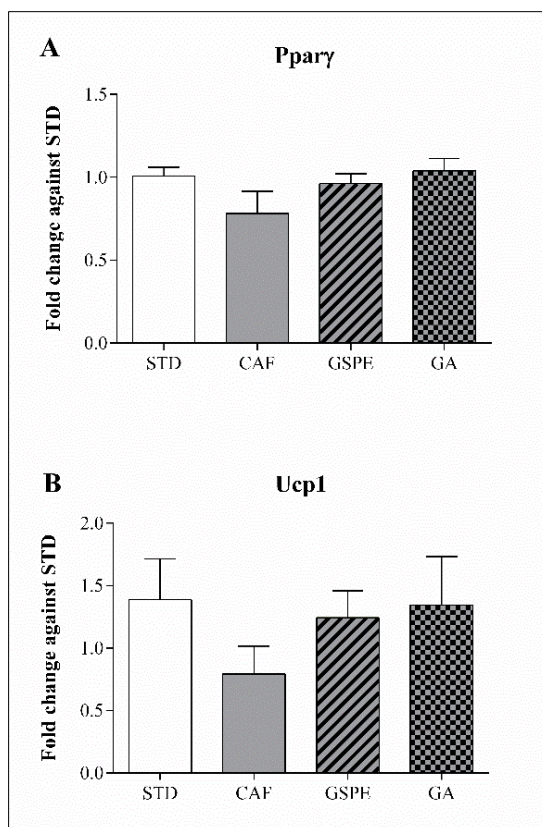 A
Pparγ
Fold change against STD
1.5
1.0
0.5
0.0
STD CAF GSPE GA
B
Ucp1
Fold change against STD
2.0
1.5
1.0
0.5
0.0
STD CAF GSPE GA